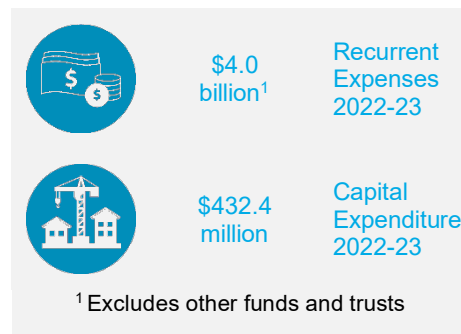 $
$
$4.0
billion¹
Recurrent
Expenses
2022-23
$432.4
million
Capital
Expenditure
2022-23
¹ Excludes other funds and trusts